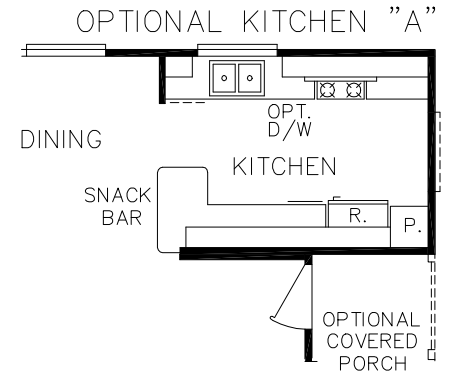 OPTIONAL KITCHEN "A"
OPT.
D/W
DINING
KITCHEN
SNACK
BAR
R.
P.
OPTIONAL
COVERED
PORCH